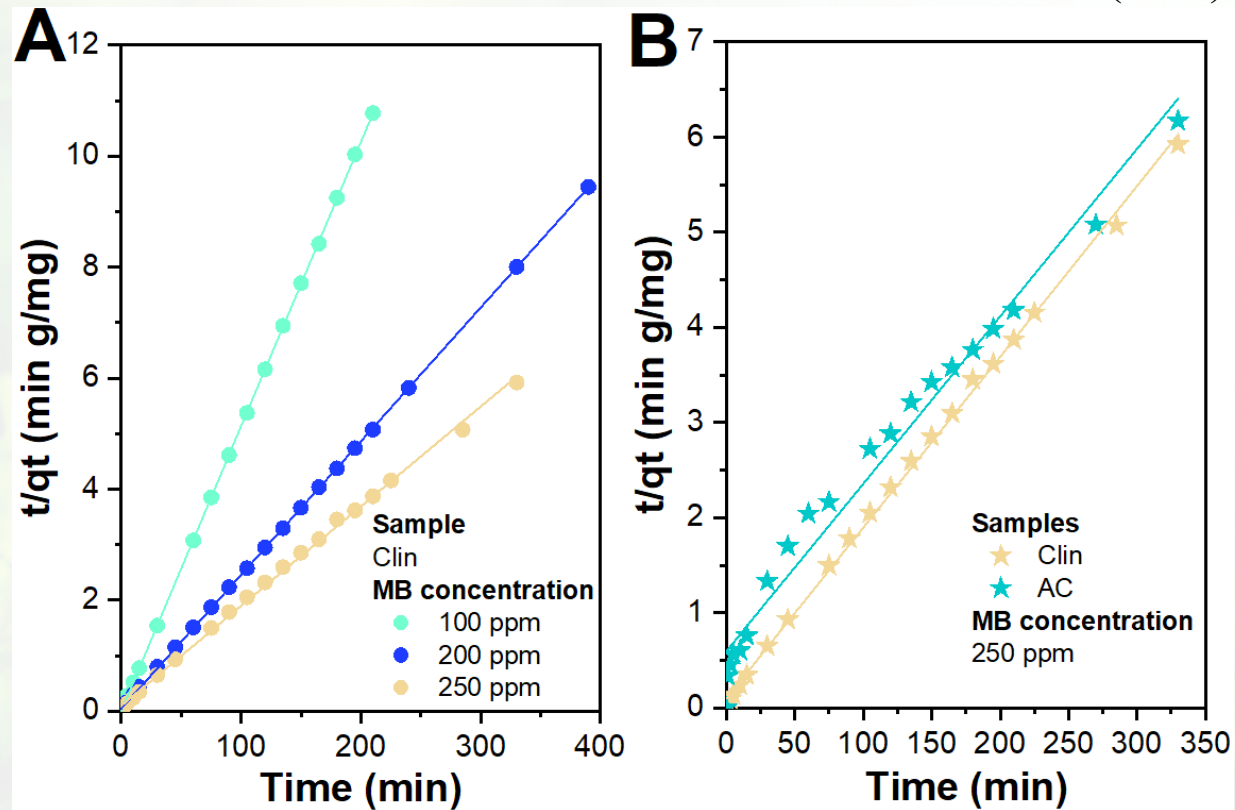 A
B
t/qt (min g/mg)
12
10
8
6
4
2
0
0
100
200
300
400
Time (min)
Sample
Clin
MB concentration
100 ppm
200 ppm
250 ppm
t/qt (min g/mg)
7
6
5
4
3
2
1
0
0
50
100
150
200
250
300
350
Time (min)
Samples
Clin
AC
MB concentration
250 ppm